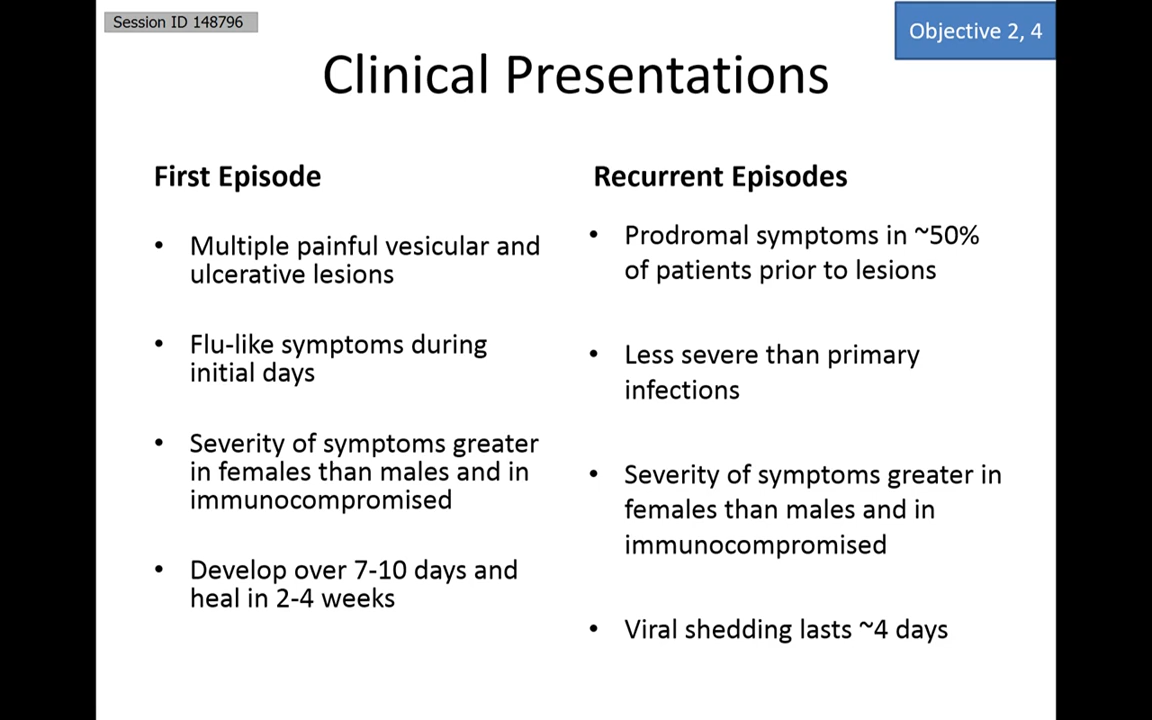 Session ID 148796
Objective 2, 4
Clinical Presentations
First Episode
• Multiple painful vesicular and
ulcerative lesions
• Flu-like symptoms during
initial days
• Severity of symptoms greater
in females than males and in
immunocompromised
• Develop over 7-10 days and
heal in 2-4 weeks
Recurrent Episodes
• Prodromal symptoms in ~50%
of patients prior to lesions
• Less severe than primary
infections
• Severity of symptoms greater in
females than males and in
immunocompromised
• Viral shedding lasts ~4 days